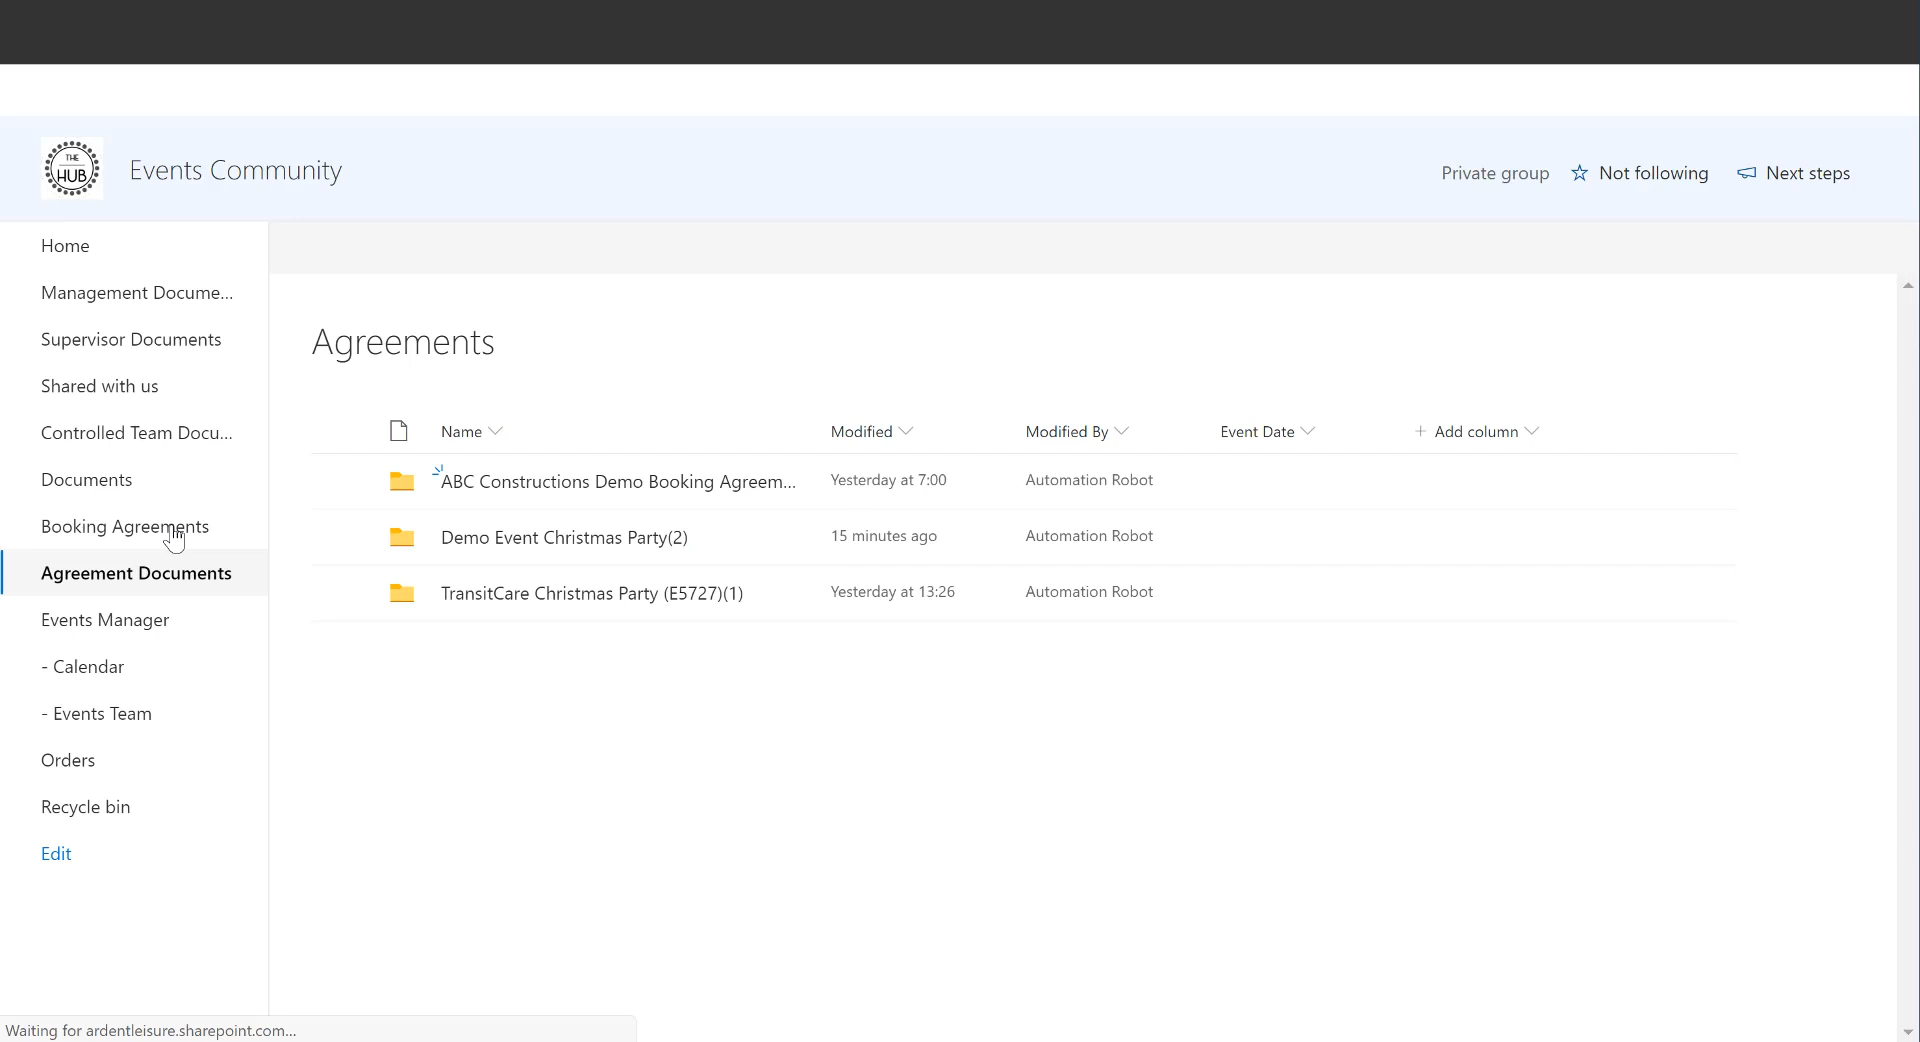 THE
HUB
Events Community
Private group
Not following
Next steps
Home
Management Docume...
Supervisor Documents
Shared with us
Controlled Team Docu...
Documents
Booking Agreements
Agreement Documents
Events Manager
- Calendar
- Events Team
Orders
Recycle bin
Edit
Agreements
Name Modified Modified By Event Date + Add column
ABC Constructions Demo Booking Agreem... Yesterday at 7:00 Automation Robot
Demo Event Christmas Party(2) 15 minutes ago Automation Robot
TransitCare Christmas Party (E5727)(1) Yesterday at 13:26 Automation Robot
Waiting for ardentleisure.sharepoint.com...